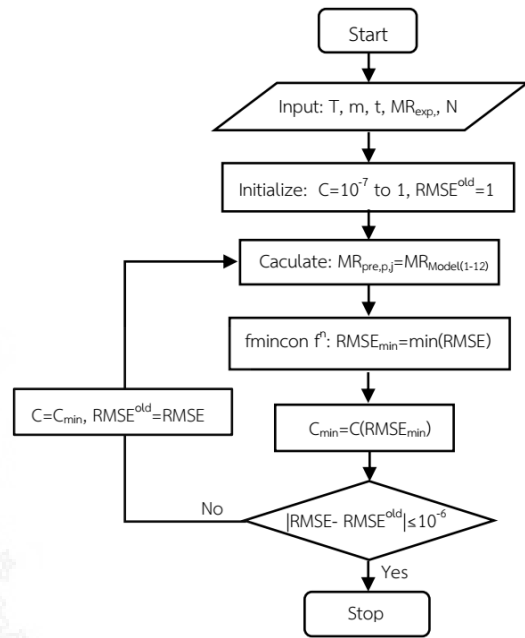 Start
Input: T, m, t, MRexp,, N
Initialize: C=10⁻⁷ to 1, RMSEᵒˡᵈ=1
Caculate: MRpre,p,j=MRModel(1-12)
fmincon fⁿ: RMSEmin=min(RMSE)
C=Cmin, RMSEᵒˡᵈ=RMSE
Cmin=C(RMSEmin)
No
|RMSE- RMSEᵒˡᵈ|≤10⁻⁶
Yes
Stop